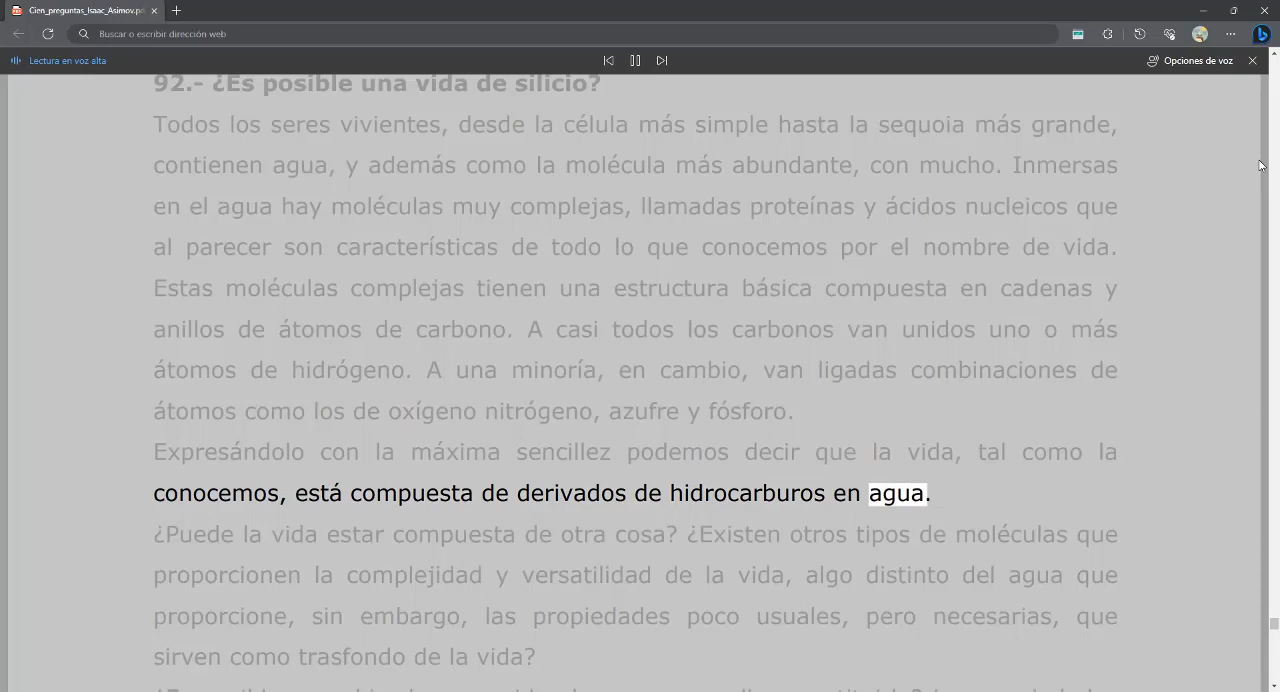 Cien_preguntas_Isaac_Asimov.pd
Buscar o escribir dirección web
Lectura en voz alta
Opciones de voz
92.- ¿Es posible una vida de silicio?
Todos los seres vivientes, desde la célula más simple hasta la sequoia más grande,
contienen agua, y además como la molécula más abundante, con mucho. Inmersas
en el agua hay moléculas muy complejas, llamadas proteínas y ácidos nucleicos que
al parecer son características de todo lo que conocemos por el nombre de vida.
Estas moléculas complejas tienen una estructura básica compuesta en cadenas y
anillos de átomos de carbono. A casi todos los carbonos van unidos uno o más
átomos de hidrógeno. A una minoría, en cambio, van ligadas combinaciones de
átomos como los de oxígeno nitrógeno, azufre y fósforo.
Expresándolo con la máxima sencillez podemos decir que la vida, tal como la
conocemos, está compuesta de derivados de hidrocarburos en agua.
¿Puede la vida estar compuesta de otra cosa? ¿Existen otros tipos de moléculas que
proporcionen la complejidad y versatilidad de la vida, algo distinto del agua que
proporcione, sin embargo, las propiedades poco usuales, pero necesarias, que
sirven como trasfondo de la vida?